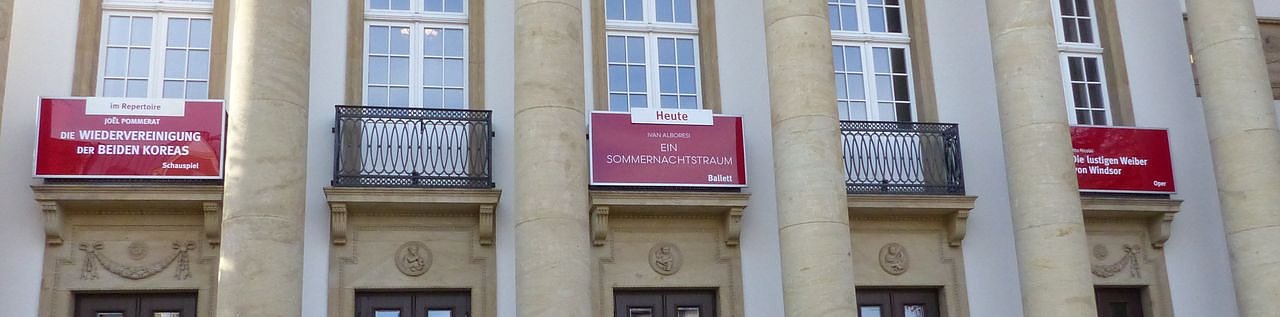 im Repertoire
JOËL POMMERAT
DIE WIEDERVEREINIGUNG
DER BEIDEN KOREAS
Schauspiel
Heute
IVAN ALBORESI
EIN
SOMMERNACHTSTRAUM
Ballett
Nicolai
Die lustigen Weiber
von Windsor
Oper